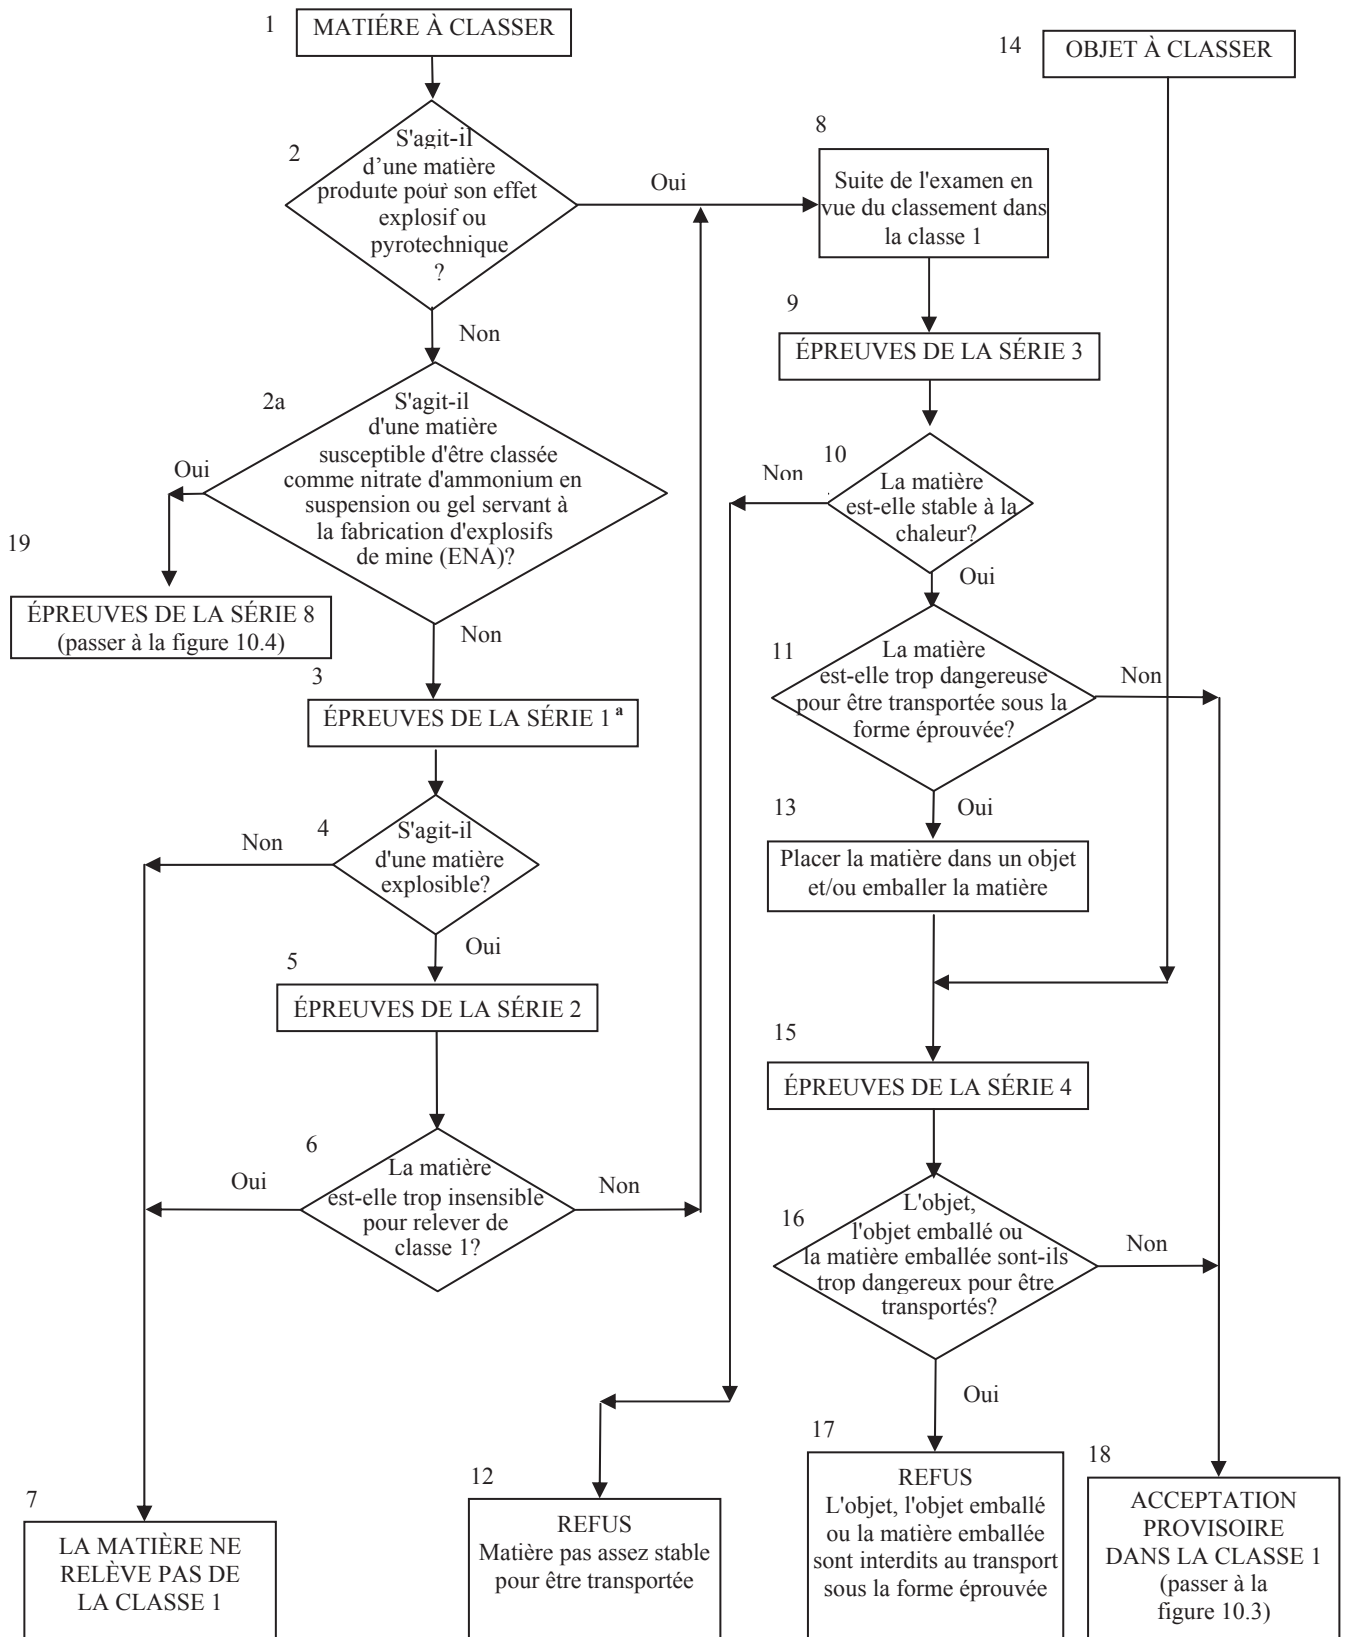 1
MATIÉRE À CLASSER
2
S'agit-il
d'une matière
produite pour son effet
explosif ou
pyrotechnique
?
Oui
Non
2a
S'agit-il
d'une matière
susceptible d'être classée
comme nitrate d'ammonium en
suspension ou gel servant à
la fabrication d'explosifs
de mine (ENA)?
Oui
19
ÉPREUVES DE LA SÉRIE 8
(passer à la figure 10.4)
Non
3
ÉPREUVES DE LA SÉRIE 1 a
4
S'agit-il
d'une matière
explosible?
Non
Oui
5
ÉPREUVES DE LA SÉRIE 2
6
La matière
est-elle trop insensible
pour relever de
classe 1?
Oui
Non
7
LA MATIÈRE NE
RELÈVE PAS DE
LA CLASSE 1
8
Suite de l'examen en
vue du classement dans
la classe 1
9
ÉPREUVES DE LA SÉRIE 3
10
La matière
est-elle stable à la
chaleur?
Non
Oui
11
La matière
est-elle trop dangereuse
pour être transportée sous la
forme éprouvée?
Non
Oui
12
REFUS
Matière pas assez stable
pour être transportée
13
Placer la matière dans un objet
et/ou emballer la matière
14
OBJET À CLASSER
15
ÉPREUVES DE LA SÉRIE 4
16
L'objet,
l'objet emballé ou
la matière emballée sont-ils
trop dangereux pour être
transportés?
Non
Oui
17
REFUS
L'objet, l'objet emballé
ou la matière emballée
sont interdits au transport
sous la forme éprouvée
18
ACCEPTATION
PROVISOIRE
DANS LA CLASSE 1
(passer à la
figure 10.3)